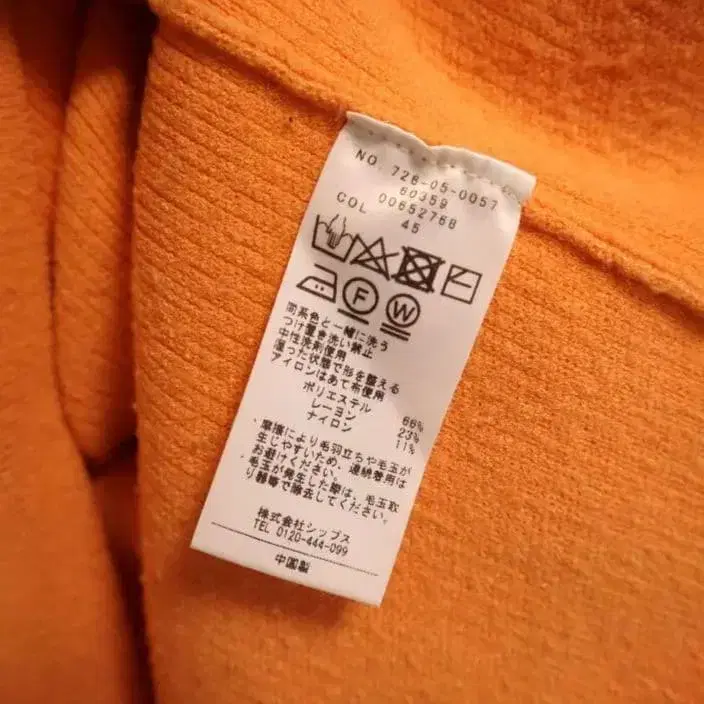 NO 728-05-0057
60359
00652768
COL 45
F W
同系色と一緒に洗う
つけ置き洗い禁止
中性洗剤使用
湿った状態で形を整える
アイロンはあて布使用
ポリエステル 66%
レーヨン 23%
ナイロン 11%
摩擦により毛羽立ちや毛玉が
生じやすいため、連続着用は
お避けください。
毛玉が発生した際は、毛玉取
り器等で除去してください。
株式会社シップス
TEL 0120-444-099
中国製